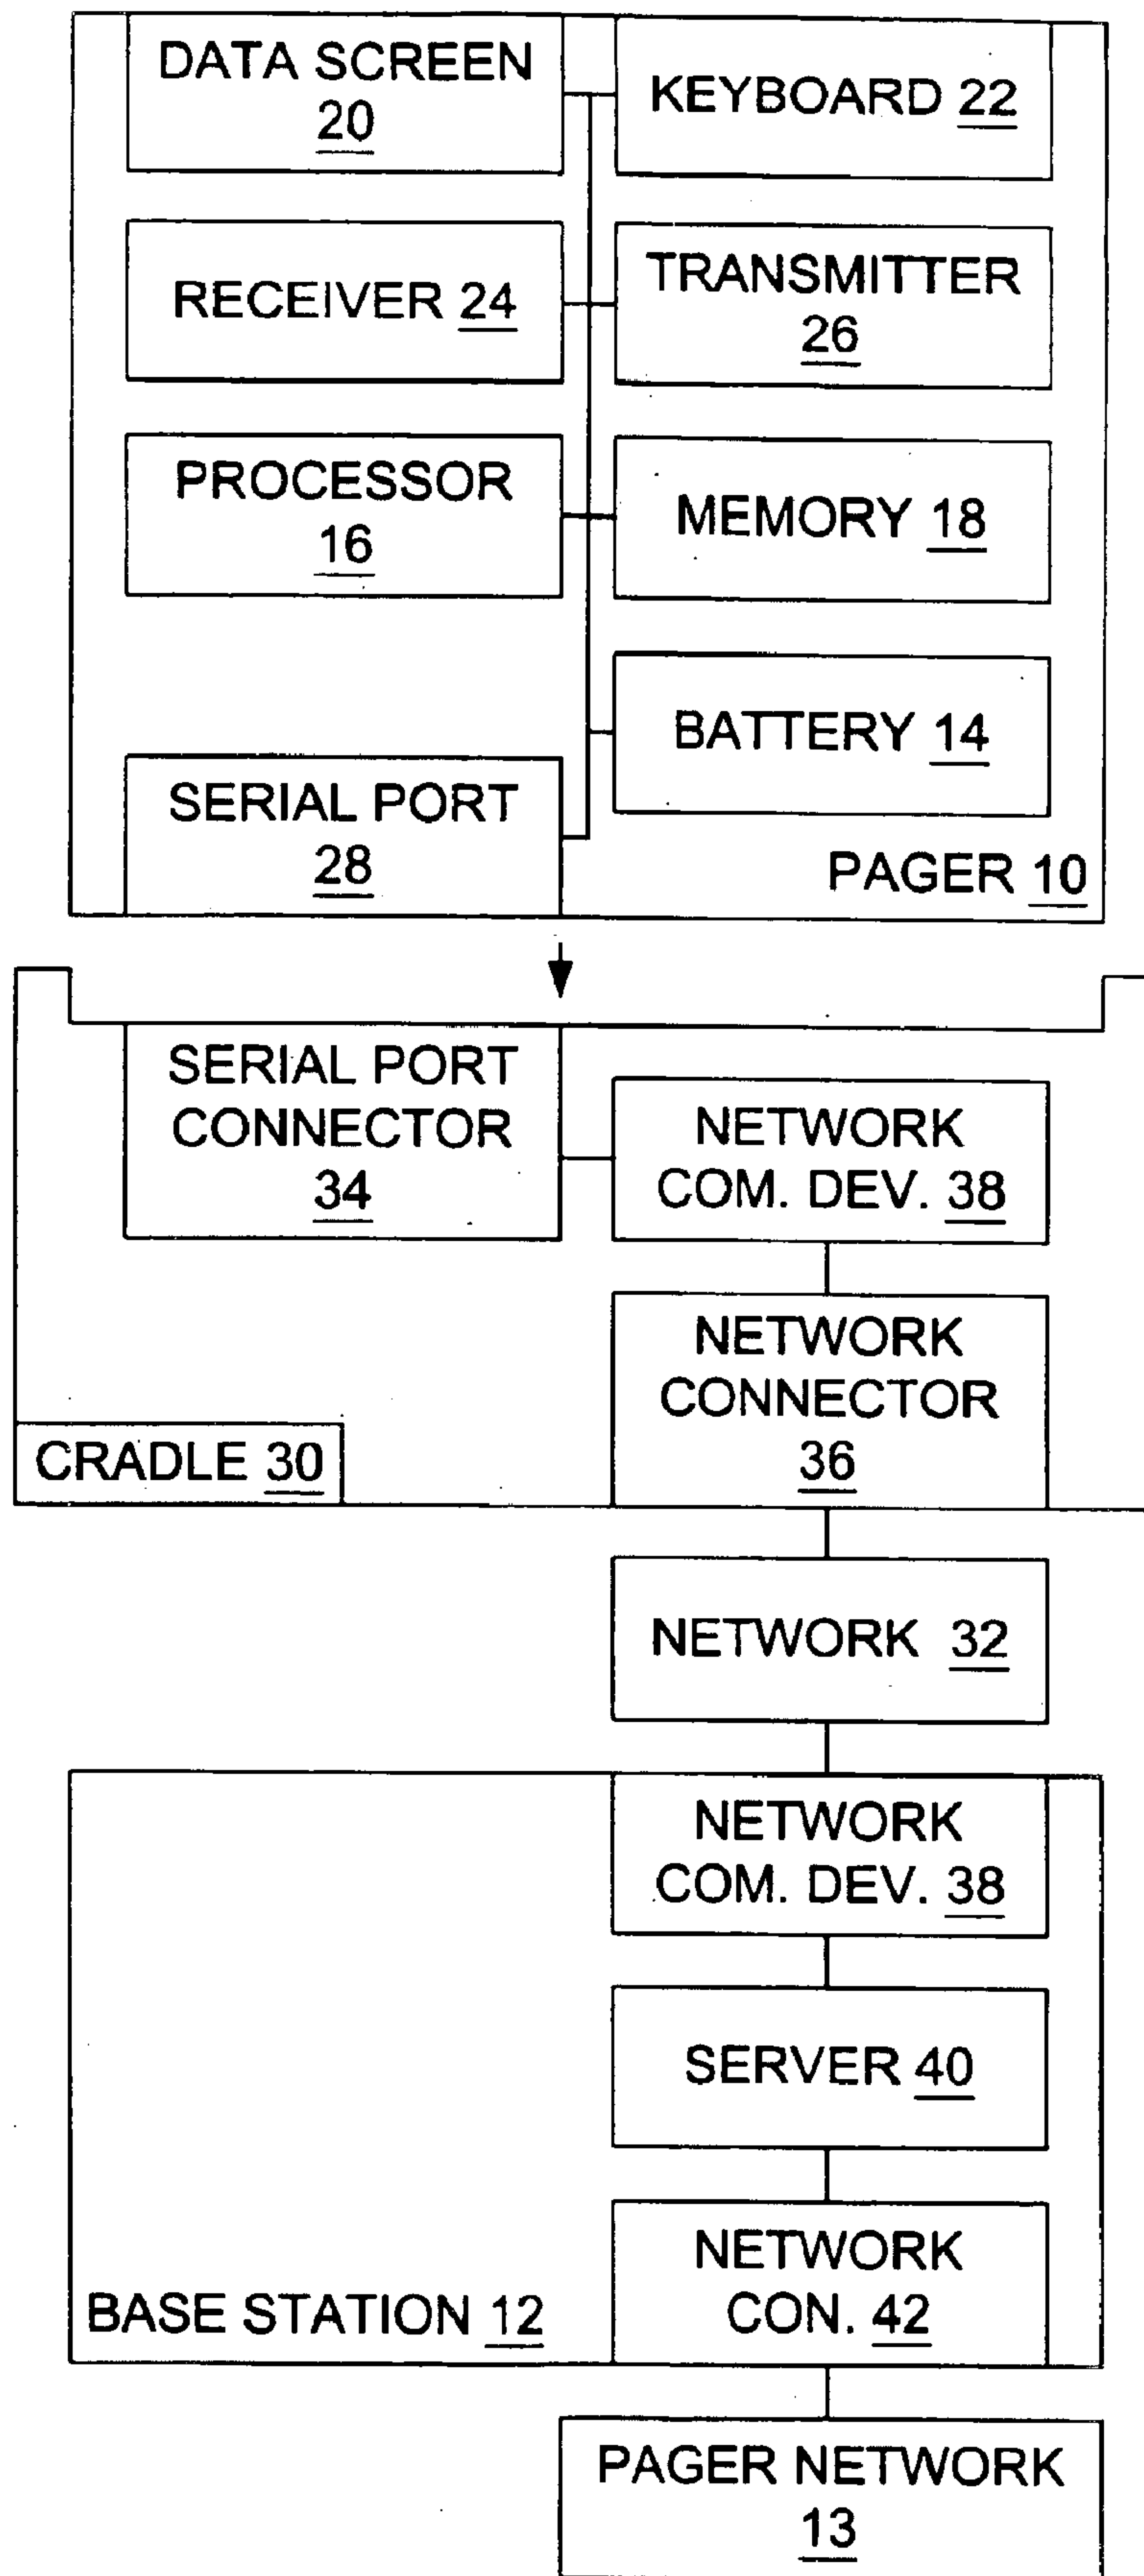 DATA SCREEN
20
KEYBOARD 22
RECEIVER 24
TRANSMITTER
26
PROCESSOR
16
MEMORY 18
BATTERY 14
SERIAL PORT
28
PAGER 10
SERIAL PORT
CONNECTOR
34
NETWORK
COM. DEV. 38
NETWORK
CONNECTOR
36
CRADLE 30
NETWORK 32
NETWORK
COM. DEV. 38
SERVER 40
NETWORK
CON. 42
BASE STATION 12
PAGER NETWORK
13